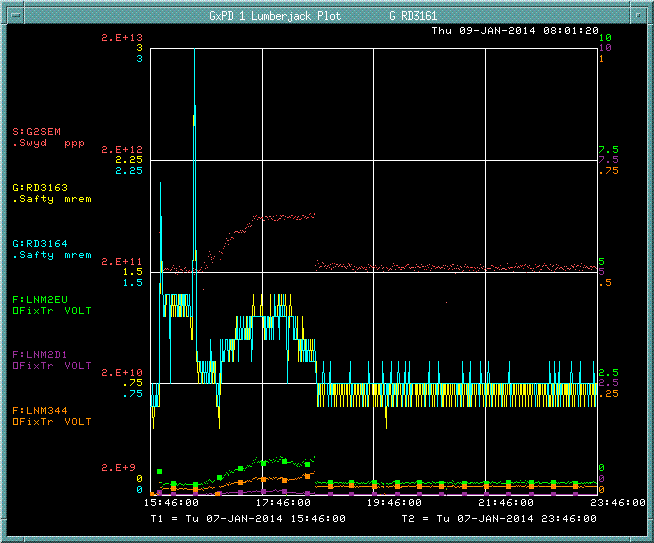 GxPD 1 Lumberjack Plot G RD3161
Thu 09-JAN-2014 08:01:20
2.E+13 10
3 10
3 1
S:G2SEM
.Swyd ppp
2.E+12 7.5
2.25 7.5
2.25 .75
G:RD3163
.Safty mrem
G:RD3164
.Safty mrem
2.E+11 5
1.5 5
1.5 .5
F:LNM2EU
FixTr VOLT
F:LNM2D1
FixTr VOLT
2.E+10 2.5
.75 2.5
.75 .25
F:LNM344
FixTr VOLT
2.E+9 0
0 0
0 0
15:46:00 17:46:00 19:46:00 21:46:00 23:46:00
T1 = Tu 07-JAN-2014 15:46:00 T2 = Tu 07-JAN-2014 23:46:00